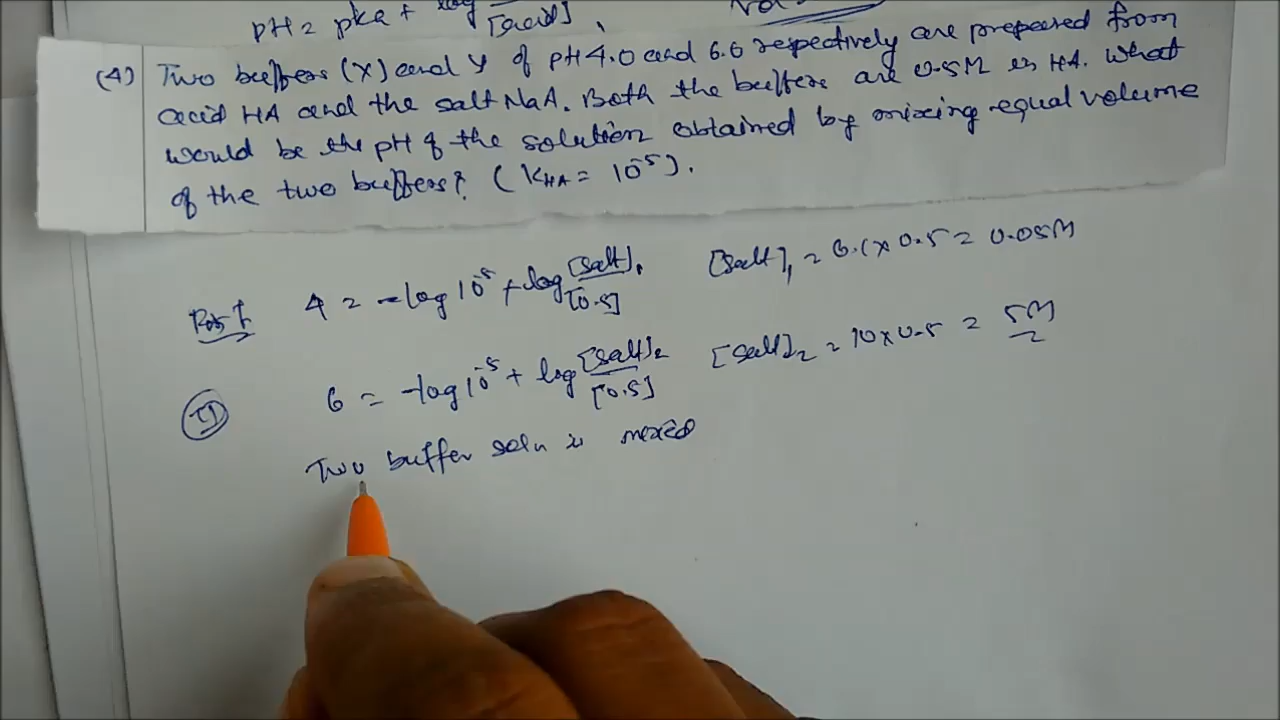 pH = pka + log
[acid]
(4) Two buffers (X) and Y of pH 4.0 and 6.0 respectively are prepared from
acid HA and the salt NaA. Both the buffers are 0.5M in HA. What
would be the pH of the solution obtained by mixing equal volume
of the two buffers? (KHA = 10⁻⁵).
4 = -log 10⁻⁵ + log [Salt]₁ / [0.5] [Salt]₁ = 0.1 x 0.5 = 0.05M
II 6 = -log 10⁻⁵ + log [Salt]₂ / [0.5] [Salt]₂ = 10 x 0.5 = 5M
Two buffer soln is mixed